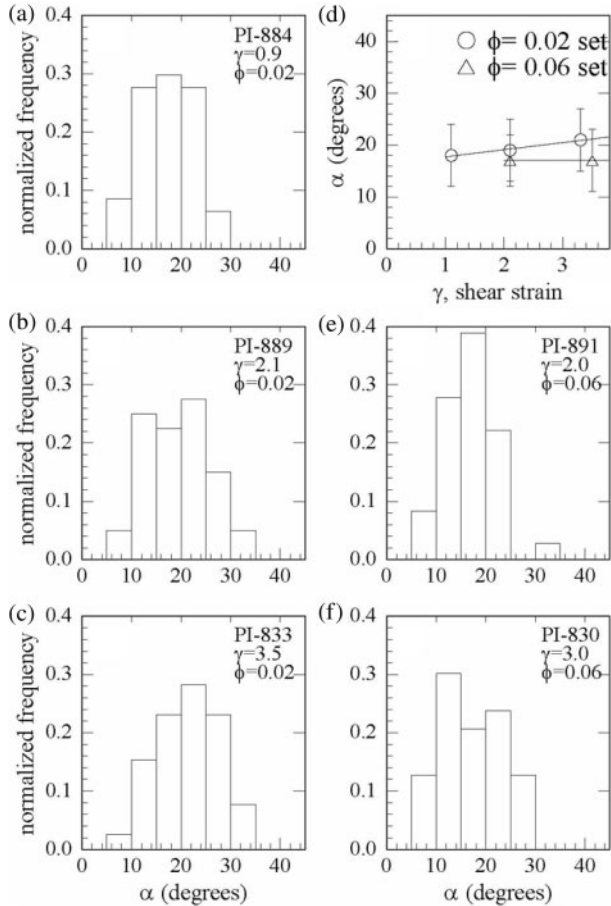 (a)
PI-884
γ=0.9
ϕ=0.02
normalized frequency
0.4
0.3
0.2
0.1
0.0
0 10 20 30 40
(d)
ϕ= 0.02 set
ϕ= 0.06 set
α (degrees)
40
30
20
10
0
1 2 3
γ, shear strain
(b)
PI-889
γ=2.1
ϕ=0.02
normalized frequency
0.4
0.3
0.2
0.1
0.0
0 10 20 30 40
(e)
PI-891
γ=2.0
ϕ=0.06
0.4
0.3
0.2
0.1
0.0
0 10 20 30 40
(c)
PI-833
γ=3.5
ϕ=0.02
normalized frequency
0.4
0.3
0.2
0.1
0.0
0 10 20 30 40
α (degrees)
(f)
PI-830
γ=3.0
ϕ=0.06
0.4
0.3
0.2
0.1
0.0
0 10 20 30 40
α (degrees)